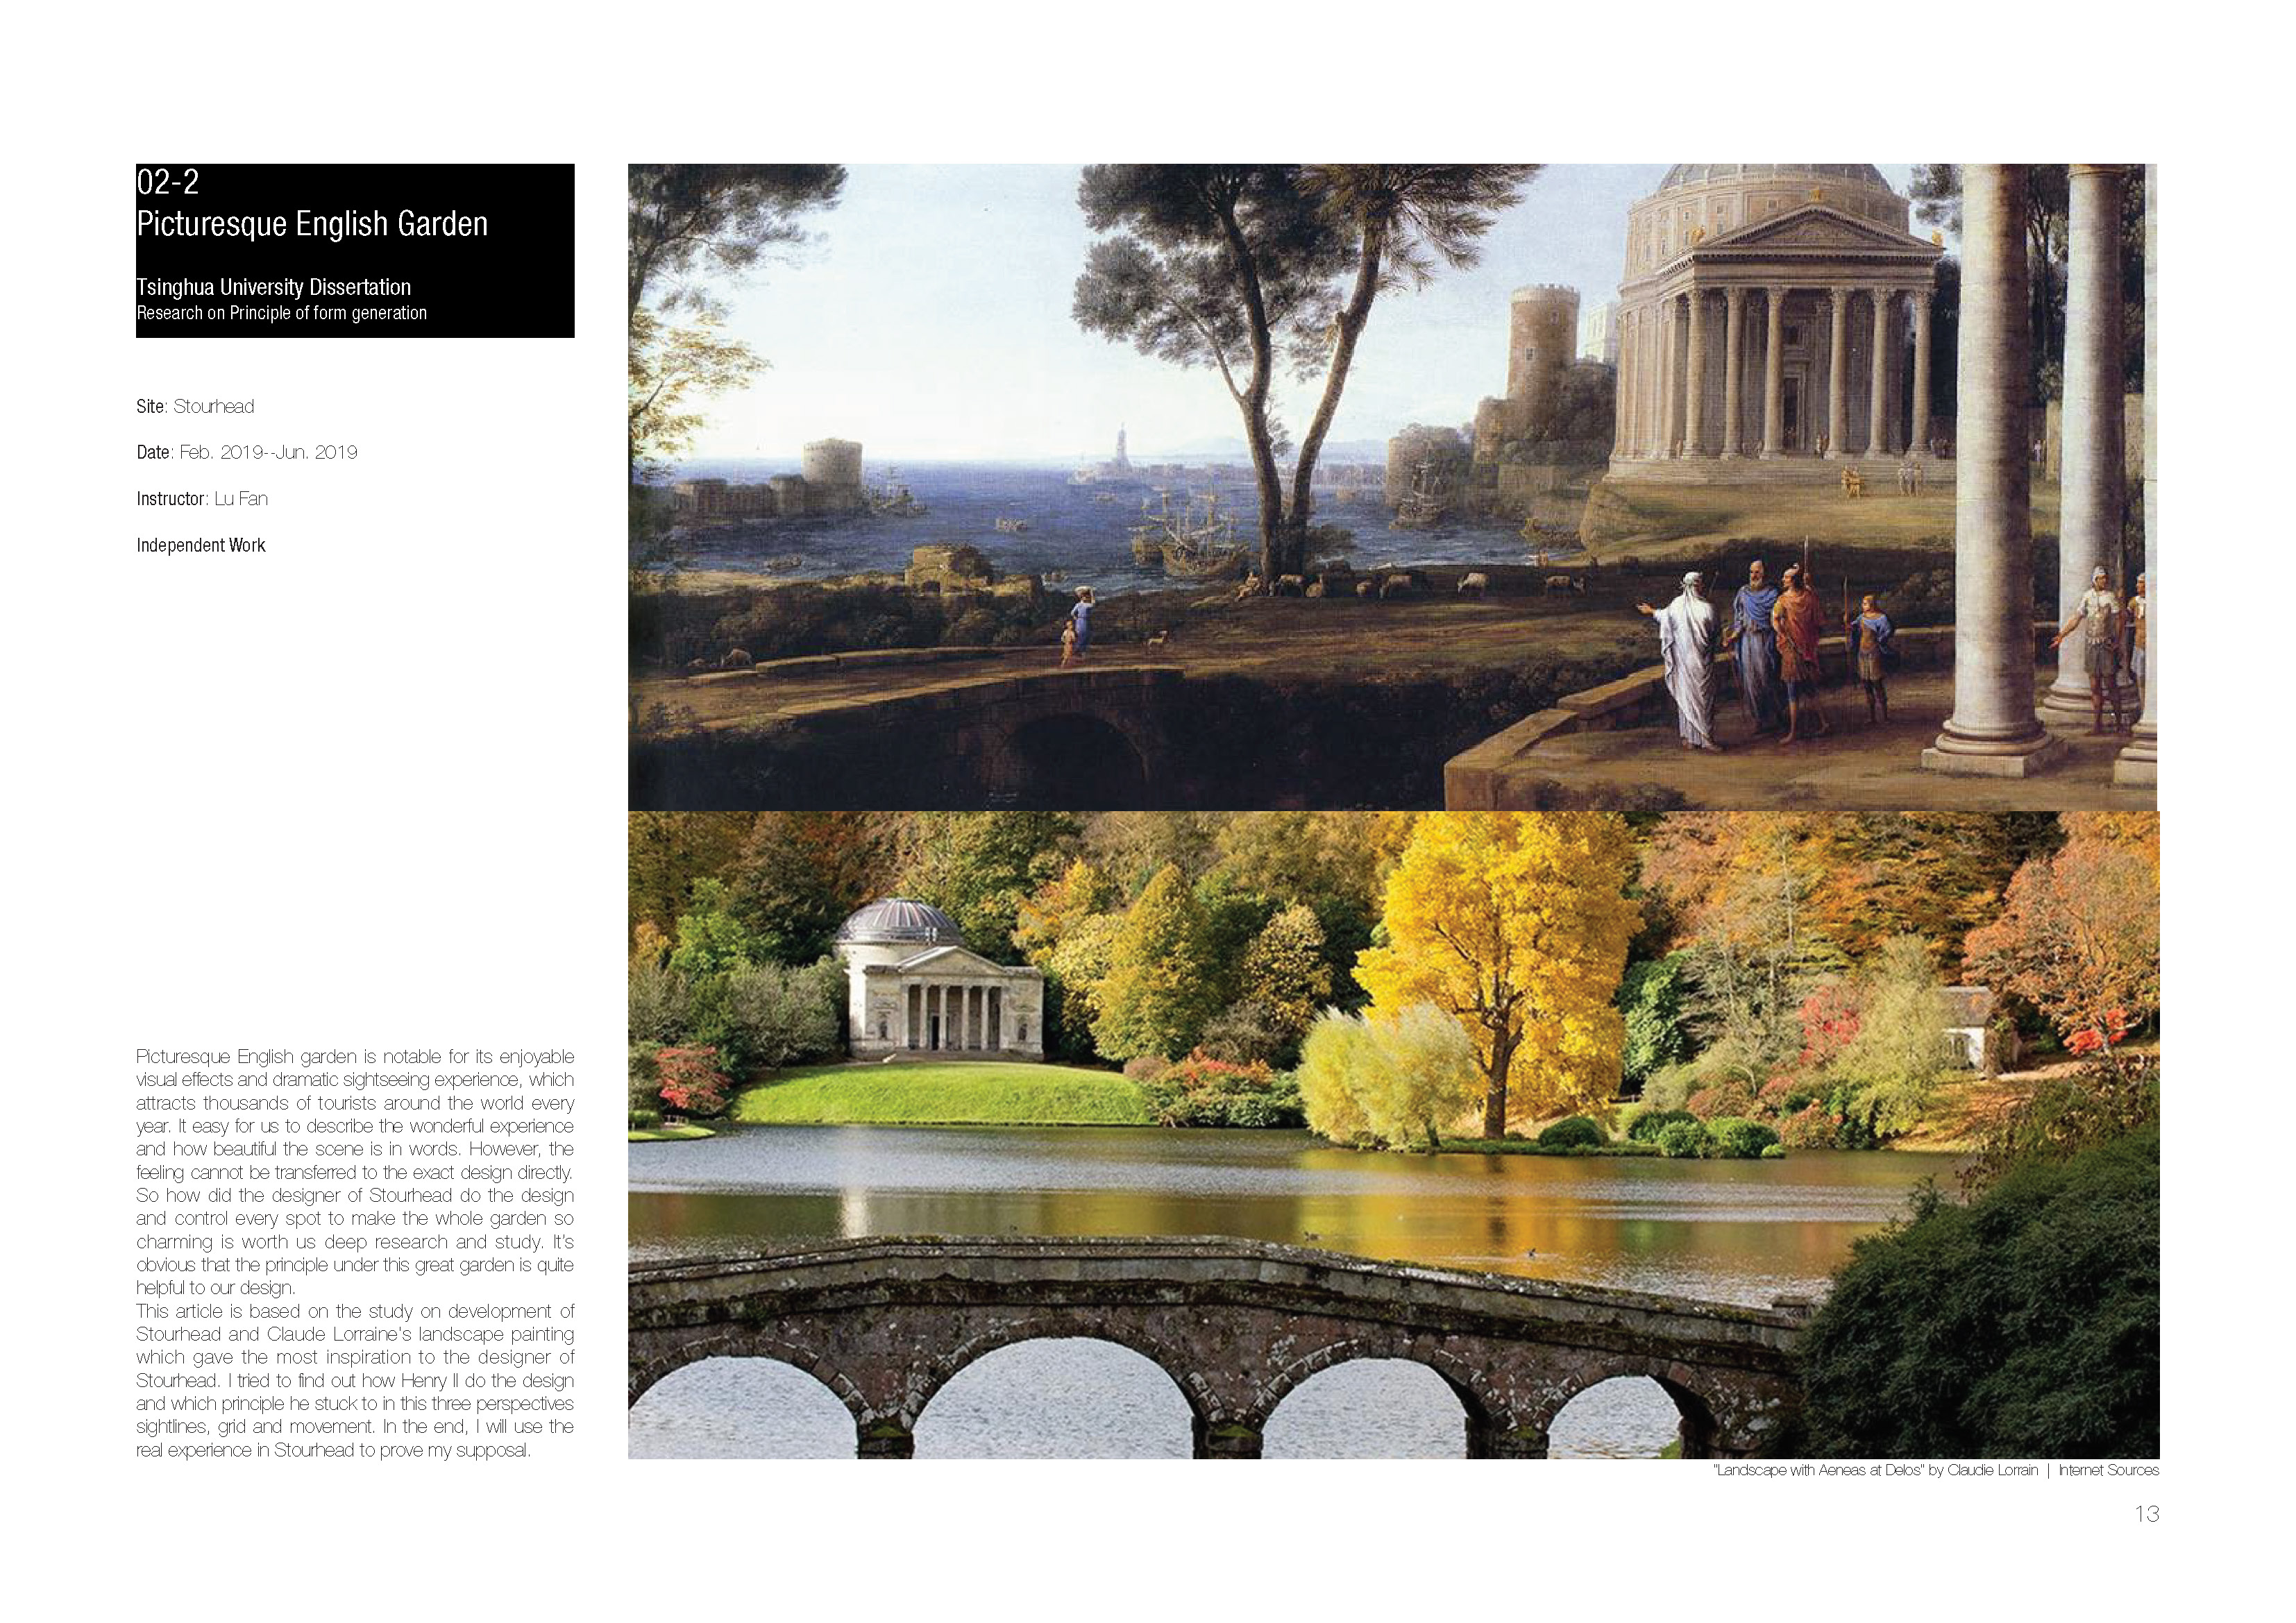 02-2
Picturesque English Garden
Tsinghua University Dissertation
Research on Principle of form generation
Site: Stourhead
Date: Feb. 2019--Jun. 2019
Instructor: Lu Fan
Independent Work
Picturesque English garden is notable for its enjoyable
visual effects and dramatic sightseeing experience, which
attracts thousands of tourists around the world every
year. It easy for us to describe the wonderful experience
and how beautiful the scene is in words. However, the
feeling cannot be transferred to the exact design directly.
So how did the designer of Stourhead do the design
and control every spot to make the whole garden so
charming is worth us deep research and study. It's
obvious that the principle under this great garden is quite
helpful to our design.
This article is based on the study on development of
Stourhead and Claude Lorraine's landscape painting
which gave the most inspiration to the designer of
Stourhead. I tried to find out how Henry II do the design
and which principle he stuck to in this three perspectives
sightlines, grid and movement. In the end, I will use the
real experience in Stourhead to prove my supposal.
"Landscape with Aeneas at Delos" by Claudie Lorrain | Internet Sources
13